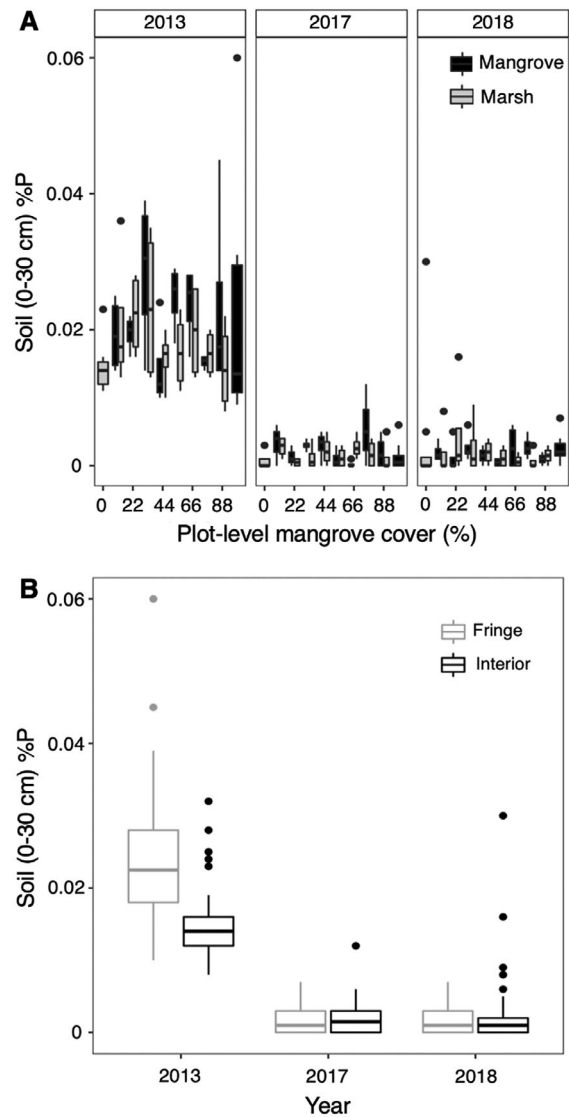 A
2013 2017 2018
Mangrove
Marsh
0.06
0.04
0.02
0
Soil (0-30 cm) %P
0 22 44 66 88 0 22 44 66 88 0 22 44 66 88
Plot-level mangrove cover (%)
B
Fringe
Interior
0.06
0.04
0.02
0
Soil (0-30 cm) %P
2013 2017 2018
Year